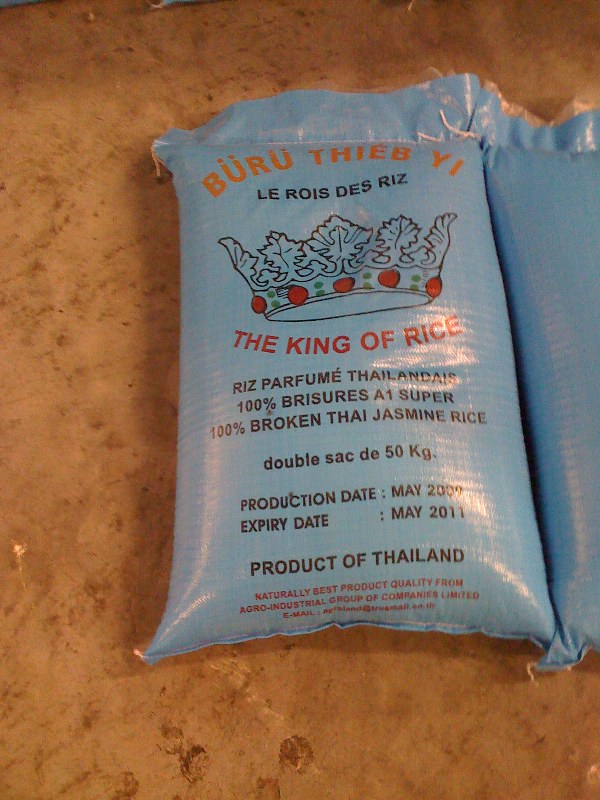 BÜRÜ THIEB YI
LE ROIS DES RIZ
THE KING OF RICE
RIZ PARFUMÉ THAILANDAIS
100% BRISURES A1 SUPER
100% BROKEN THAI JASMINE RICE
double sac de 50 Kg.
PRODUCTION DATE : MAY 2009
EXPIRY DATE : MAY 2011
PRODUCT OF THAILAND
NATURALLY BEST PRODUCT QUALITY FROM
AGRO-INDUSTRIAL GROUP OF COMPANIES LIMITED
E-MAIL :